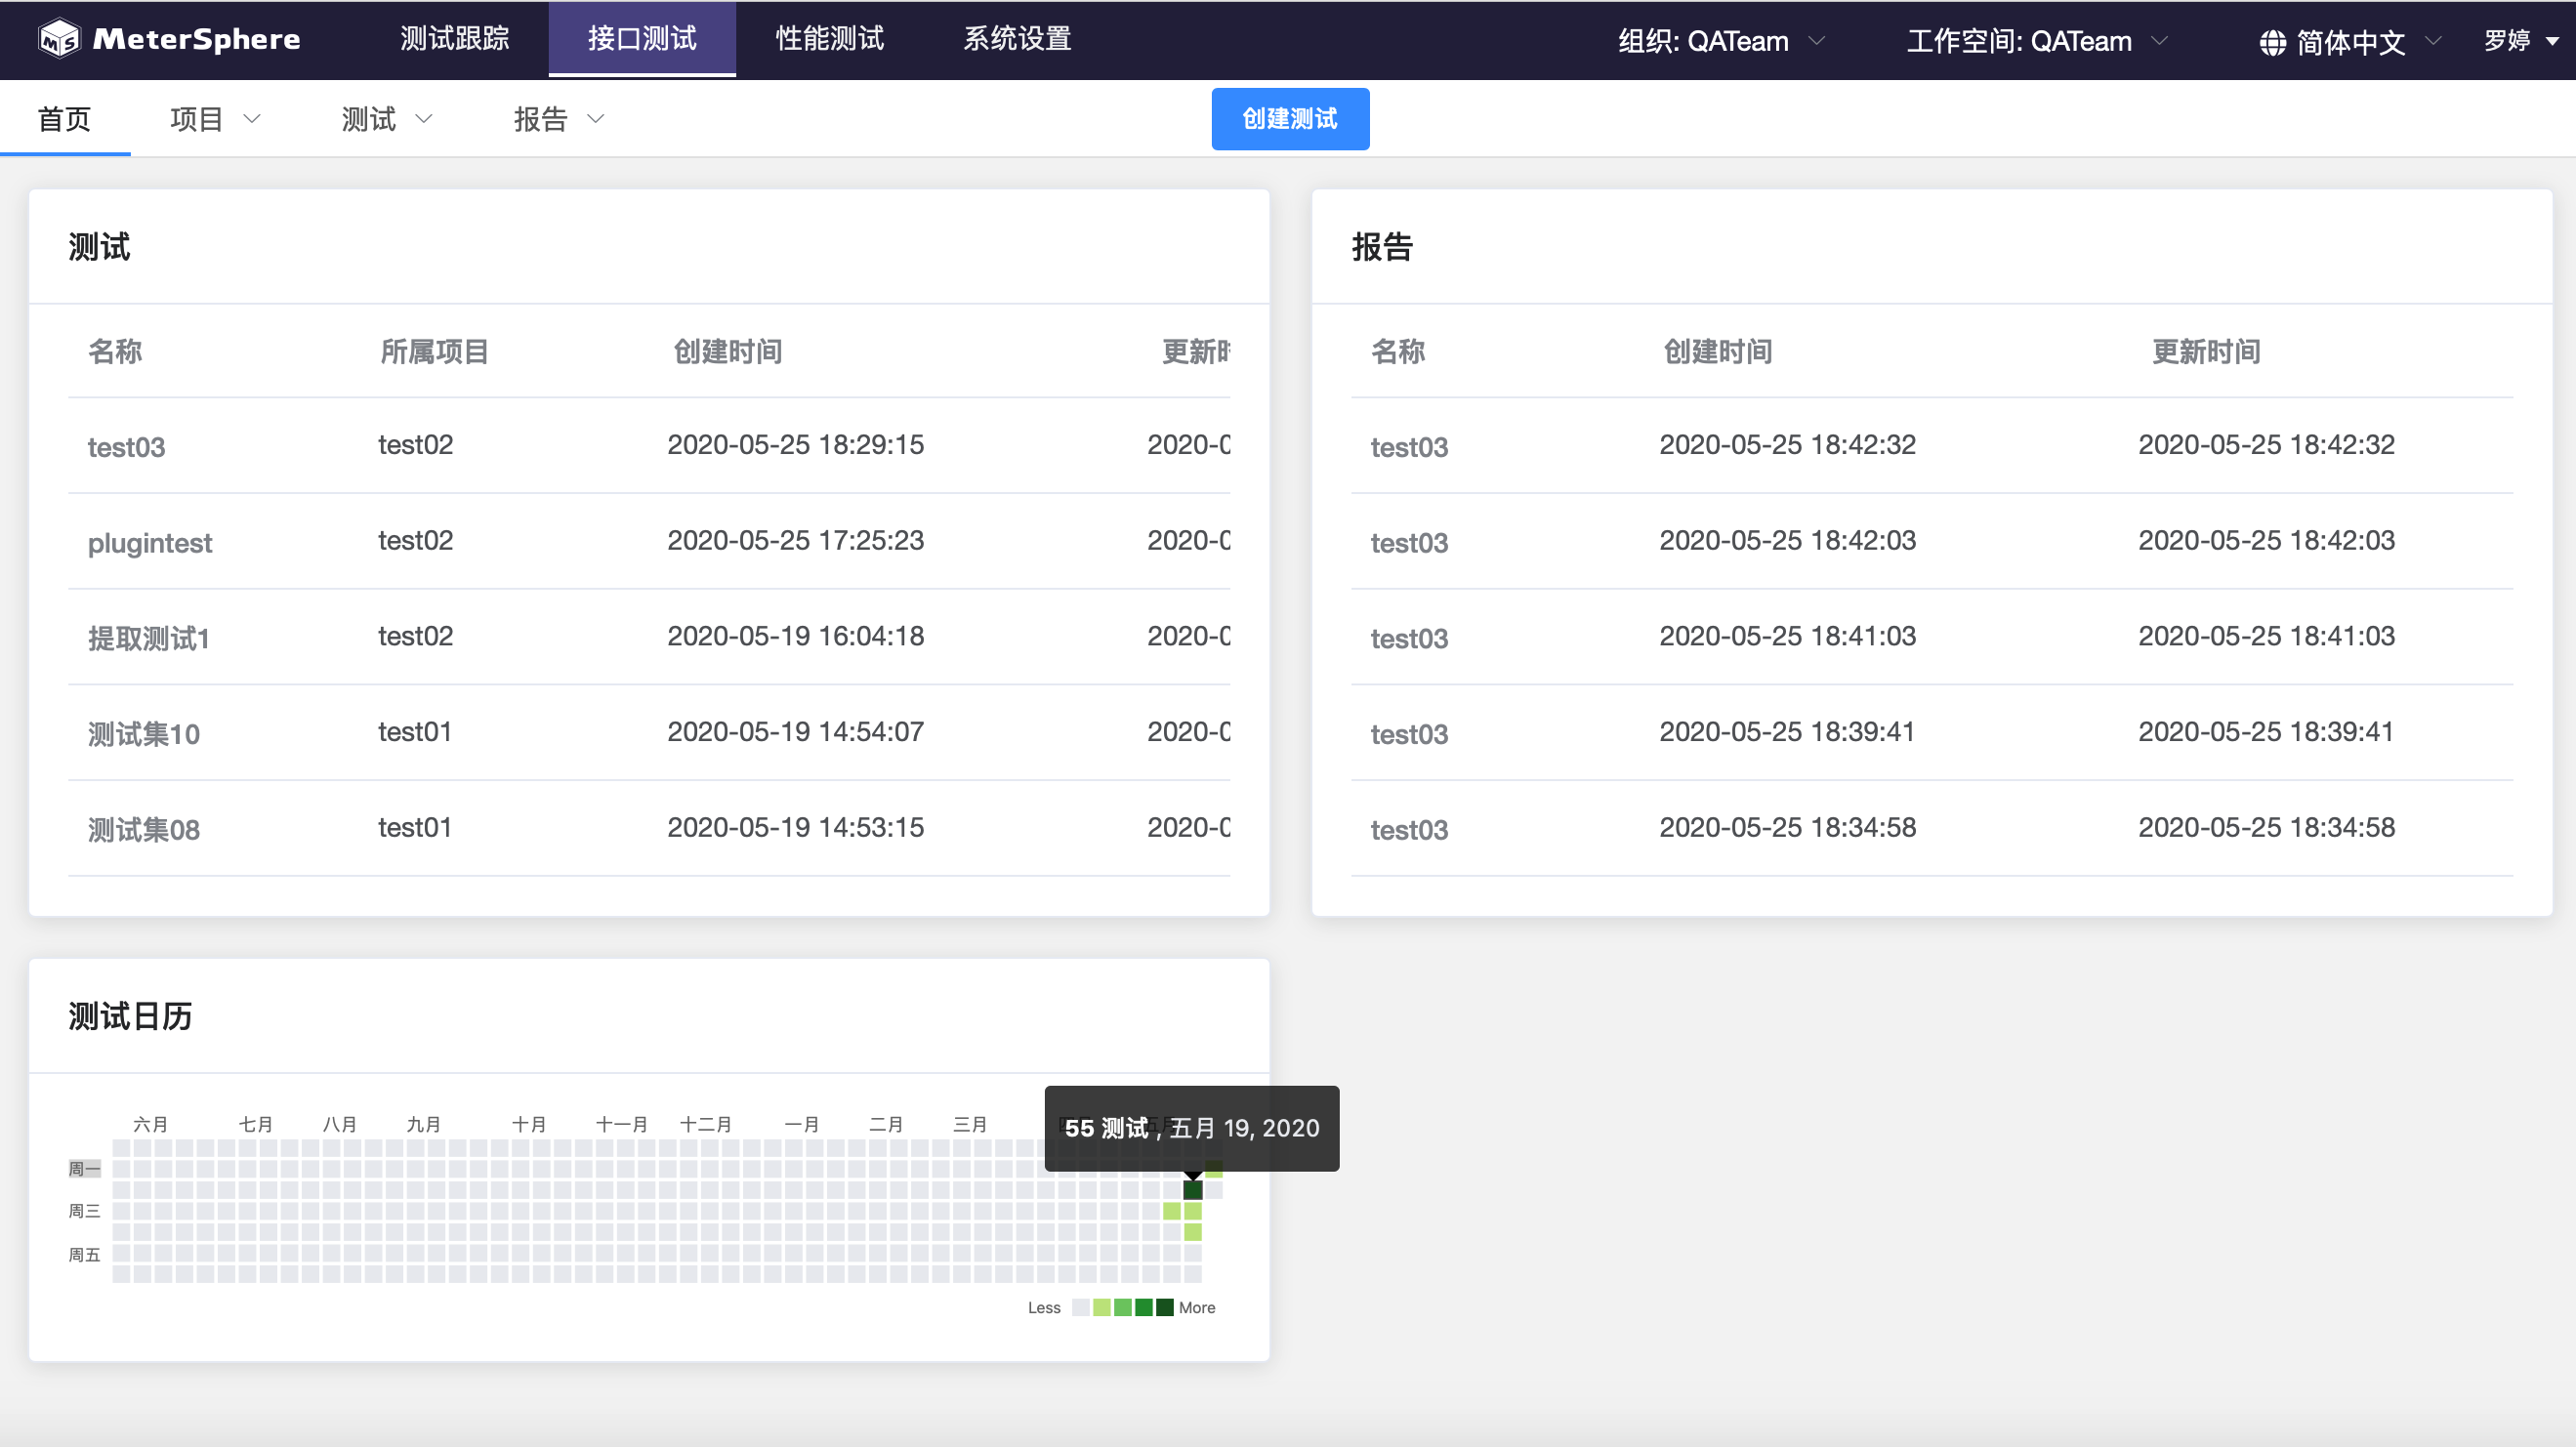 MeterSphere 测试跟踪 接口测试 性能测试 系统设置 组织: QATeam 工作空间: QATeam 简体中文 罗婷
首页 项目 测试 报告 创建测试
测试
名称 所属项目 创建时间 更新时
test03 test02 2020-05-25 18:29:15 2020-0
plugintest test02 2020-05-25 17:25:23 2020-0
提取测试1 test02 2020-05-19 16:04:18 2020-0
测试集10 test01 2020-05-19 14:54:07 2020-0
测试集08 test01 2020-05-19 14:53:15 2020-0
报告
名称 创建时间 更新时间
test03 2020-05-25 18:42:32 2020-05-25 18:42:32
test03 2020-05-25 18:42:03 2020-05-25 18:42:03
test03 2020-05-25 18:41:03 2020-05-25 18:41:03
test03 2020-05-25 18:39:41 2020-05-25 18:39:41
test03 2020-05-25 18:34:58 2020-05-25 18:34:58
测试日历
六月 七月 八月 九月 十月 十一月 十二月 一月 二月 三月
55 测试 , 五月 19, 2020
周一
周三
周五
Less More